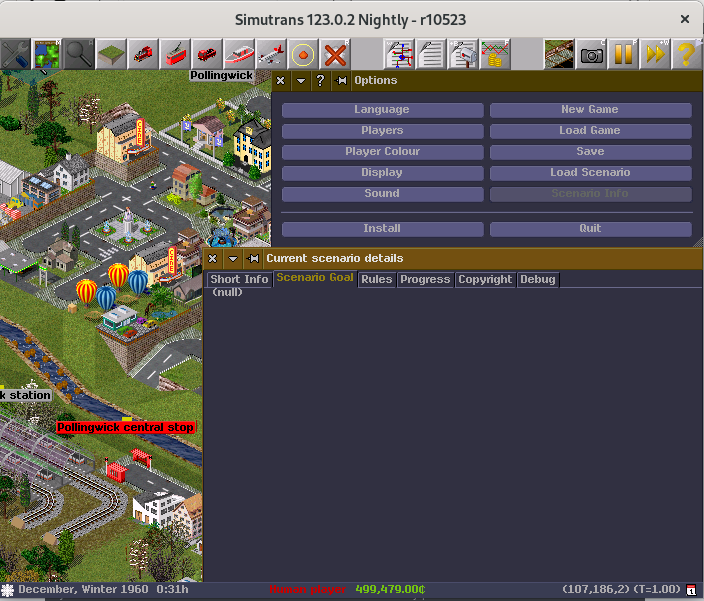 Simutrans 123.0.2 Nightly - r10523
Pollingwick
Options
Language
New Game
Players
Load Game
Player Colour
Save
Display
Load Scenario
Sound
Scenario Info
Install
Quit
Current scenario details
Short Info
Scenario Goal
Rules
Progress
Copyright
Debug
(null)
k station
Pollingwick central stop
December, Winter 1960 0:31h
Human player
499,479.00¢
(107,186,2) (T=1.00)